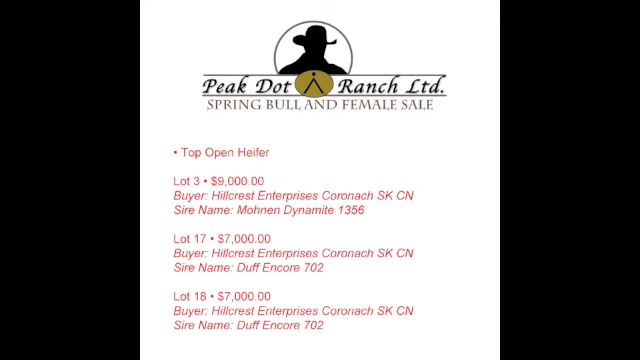 Peak Dot Ranch Ltd.
SPRING BULL AND FEMALE SALE
• Top Open Heifer
Lot 3 • $9,000.00
Buyer: Hillcrest Enterprises Coronach SK CN
Sire Name: Mohnen Dynamite 1356
Lot 17 • $7,000.00
Buyer: Hillcrest Enterprises Coronach SK CN
Sire Name: Duff Encore 702
Lot 18 • $7,000.00
Buyer: Hillcrest Enterprises Coronach SK CN
Sire Name: Duff Encore 702